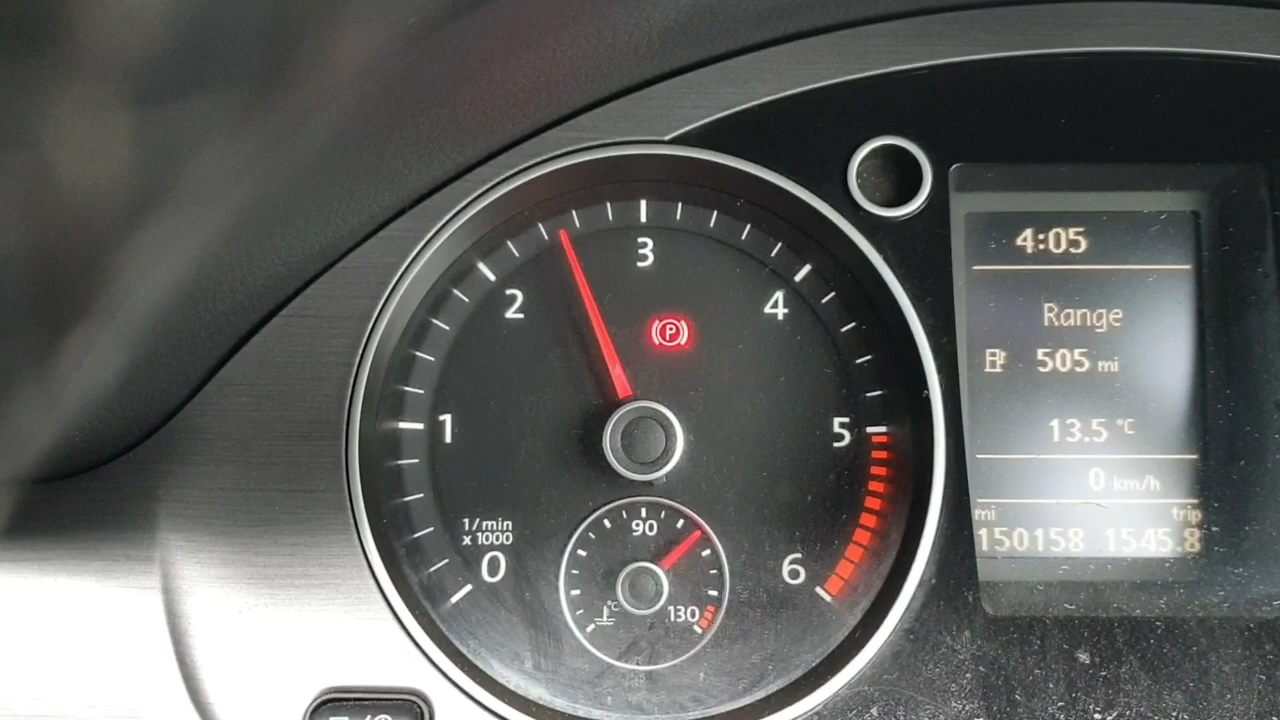 3
2
4
P
1
5
1/min
x 1000
0
6
90
°C
130
4:05
Range
505 mi
13.5 °C
0 km/h
mi trip
150158 1545.8